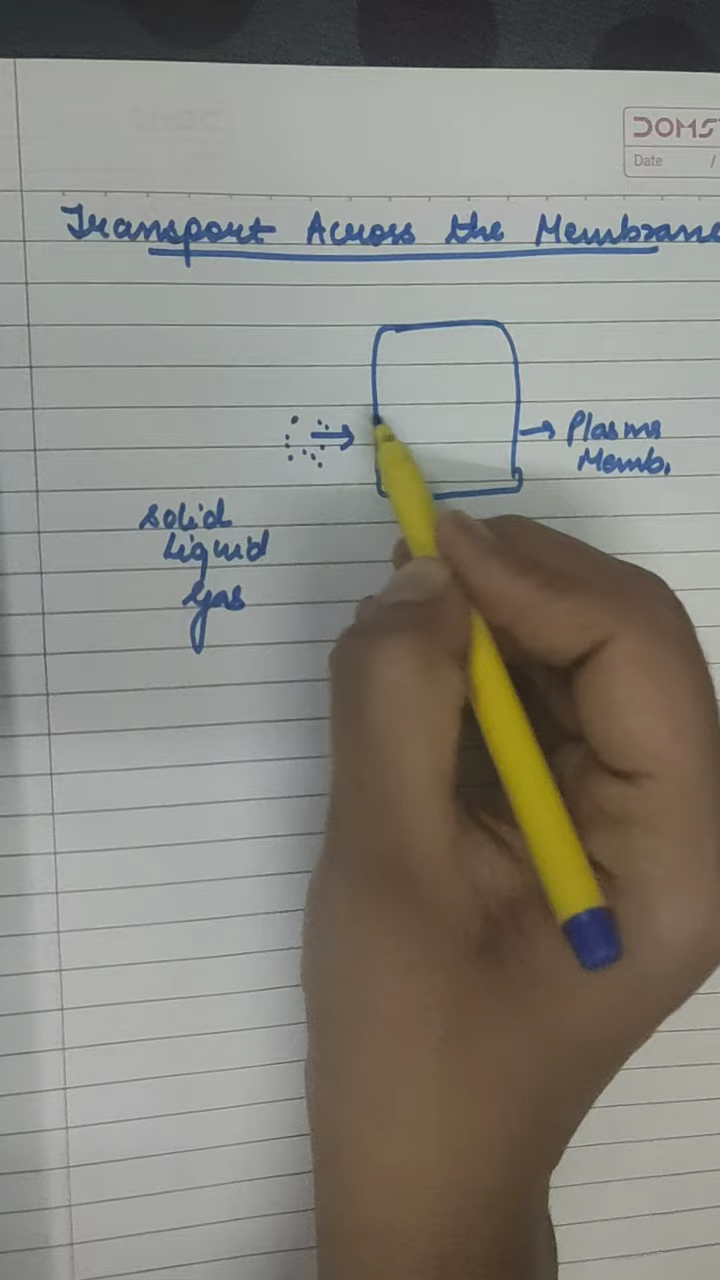 DOMS
Date /
Transport Across the Membrane
Plasma
Memb.
solid
liquid
gas